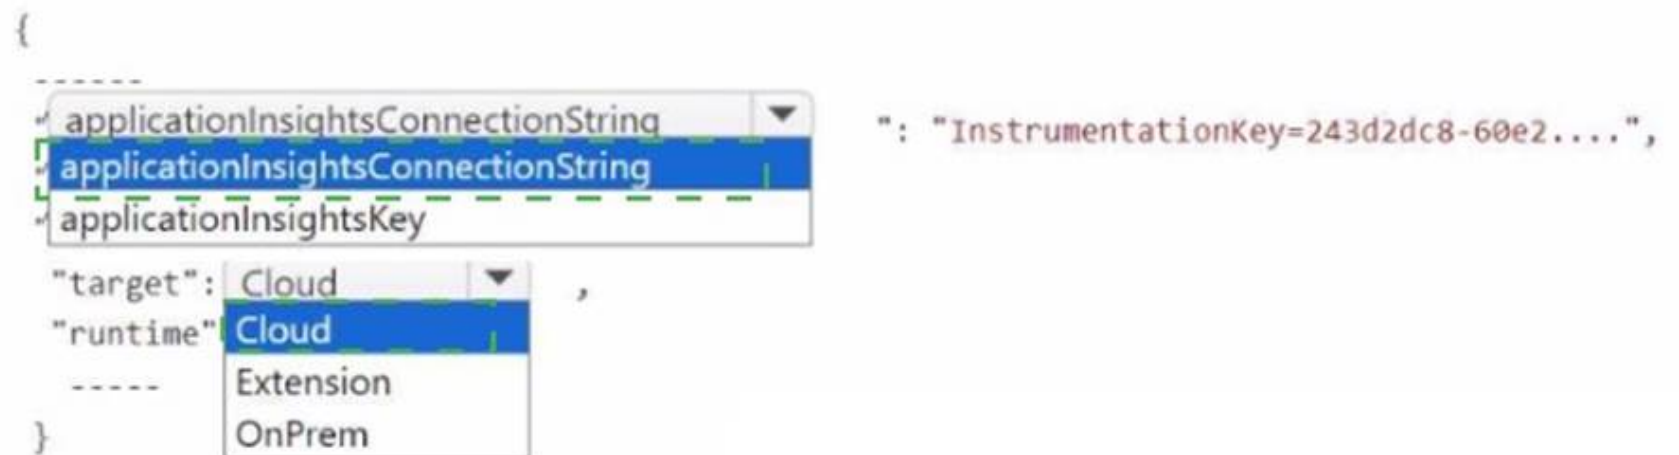 {
------
applicationInsightsConnectionString ": "InstrumentationKey=243d2dc8-60e2....",
applicationInsightsConnectionString
applicationInsightsKey
"target": Cloud ,
"runtime" Cloud
----- Extension
} OnPrem